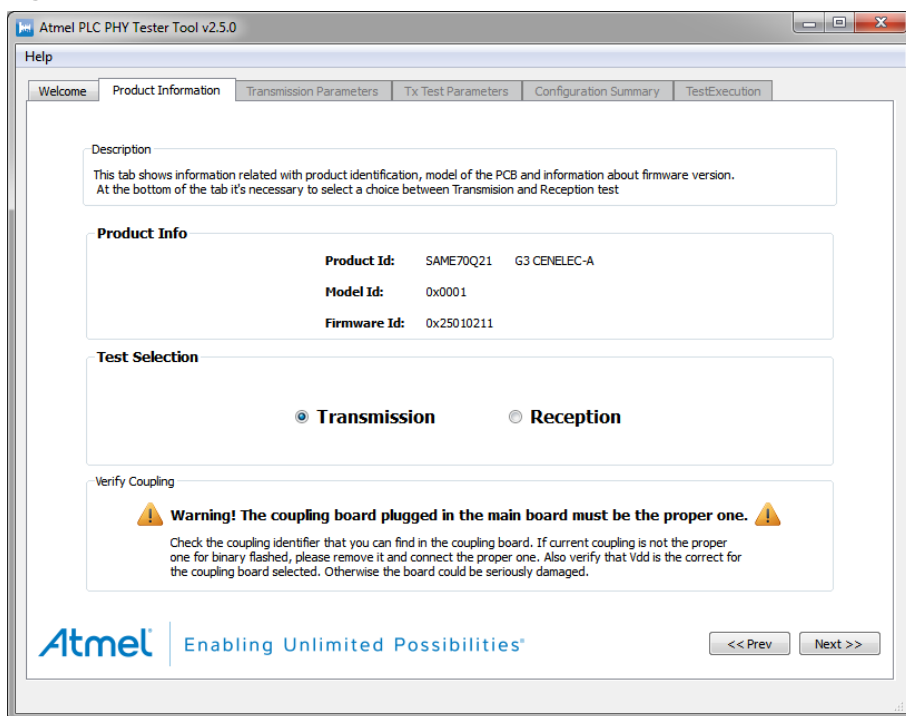 Atmel PLC PHY Tester Tool v2.5.0
Help
Welcome Product Information Transmission Parameters Tx Test Parameters Configuration Summary TestExecution
Description
This tab shows information related with product identification, model of the PCB and information about firmware version.
At the bottom of the tab it's necessary to select a choice between Transmision and Reception test
Product Info
Product Id: SAME70Q21 G3 CENELEC-A
Model Id: 0x0001
Firmware Id: 0x25010211
Test Selection
Transmission Reception
Verify Coupling
Warning! The coupling board plugged in the main board must be the proper one.
Check the coupling identifier that you can find in the coupling board. If current coupling is not the proper
one for binary flashed, please remove it and connect the proper one. Also verify that Vdd is the correct for
the coupling board selected. Otherwise the board could be seriously damaged.
Atmel Enabling Unlimited Possibilities®
<< Prev Next >>